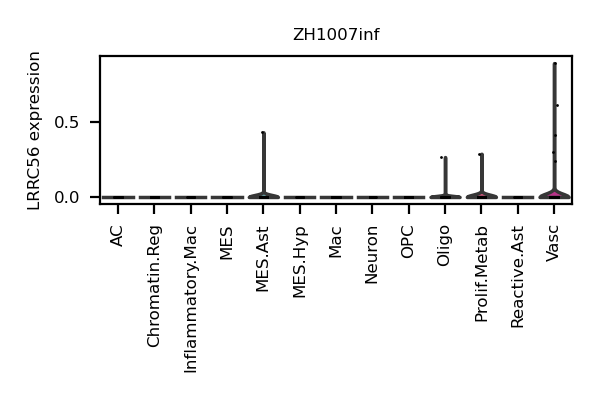 ZH1007inf
LRRC56 expression
0.5
0.0
AC
Chromatin.Reg
Inflammatory.Mac
MES
MES.Ast
MES.Hyp
Mac
Neuron
OPC
Oligo
Prolif.Metab
Reactive.Ast
Vasc